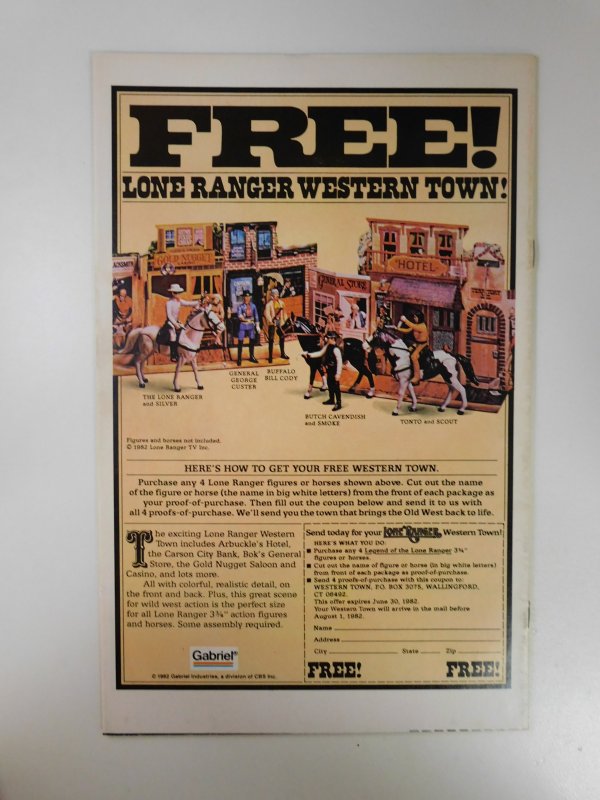 FREE!
LONE RANGER WESTERN TOWN!
GOLD NUGGET
GENERAL STORE
HOTEL
THE LONE RANGER
and SILVER
GENERAL
GEORGE
CUSTER
BUFFALO
BILL CODY
BUTCH CAVENDISH
and SMOKE
TONTO and SCOUT
Figures and horses not included.
© 1982 Lone Ranger TV Inc.
HERE'S HOW TO GET YOUR FREE WESTERN TOWN.
Purchase any 4 Lone Ranger figures or horses shown above. Cut out the name
of the figure or horse (the name in big white letters) from the front of each package as
your proof-of-purchase. Then fill out the coupon below and send it to us with
all 4 proofs-of-purchase. We'll send you the town that brings the Old West back to life.
The exciting Lone Ranger Western
Town includes Arbuckle's Hotel,
the Carson City Bank, Bok's General
Store, the Gold Nugget Saloon and
Casino, and lots more.
All with colorful, realistic detail, on
the front and back. Plus, this great scene
for wild west action is the perfect size
for all Lone Ranger 3¾" action figures
and horses. Some assembly required.
Gabriel®
© 1982 Gabriel Industries, a division of CBS Inc.
Send today for your LONE RANGER Western Town!
HERE'S WHAT YOU DO:
Purchase any 4 Legend of the Lone Ranger 3¾"
figures or horses.
Cut out the name of figure or horse (in big white letters)
from front of each package as proof-of-purchase.
Send 4 proofs-of-purchase with this coupon to:
WESTERN TOWN, P.O. BOX 3075, WALLINGFORD,
CT 06492.
This offer expires June 30, 1982.
Your Western Town will arrive in the mail before
August 1, 1982.
Name
Address
City State Zip
FREE! FREE!